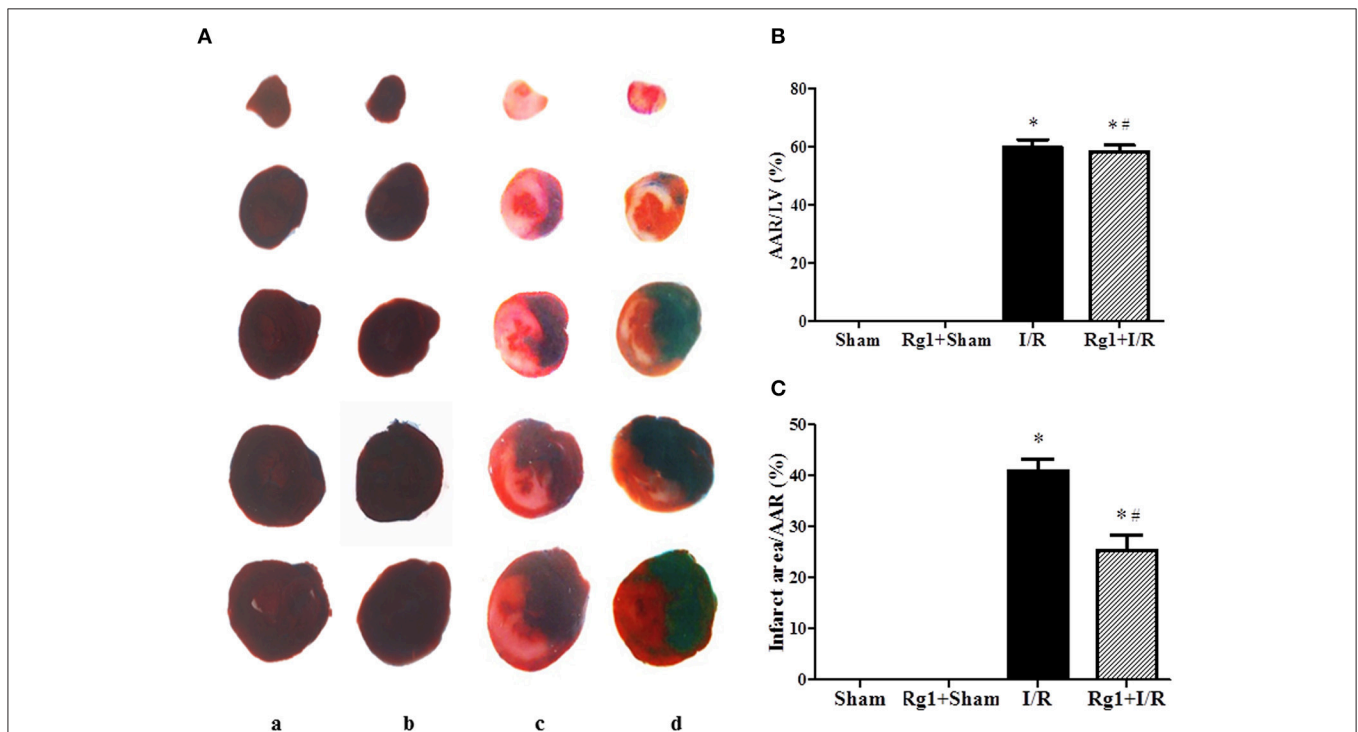 A
a b c d
B
AAR/LV (%)
80
60
40
20
0
*
*#
Sham Rg1+Sham I/R Rg1+I/R
C
Infarct area/AAR (%)
50
40
30
20
10
0
*
*#
Sham Rg1+Sham I/R Rg1+I/R